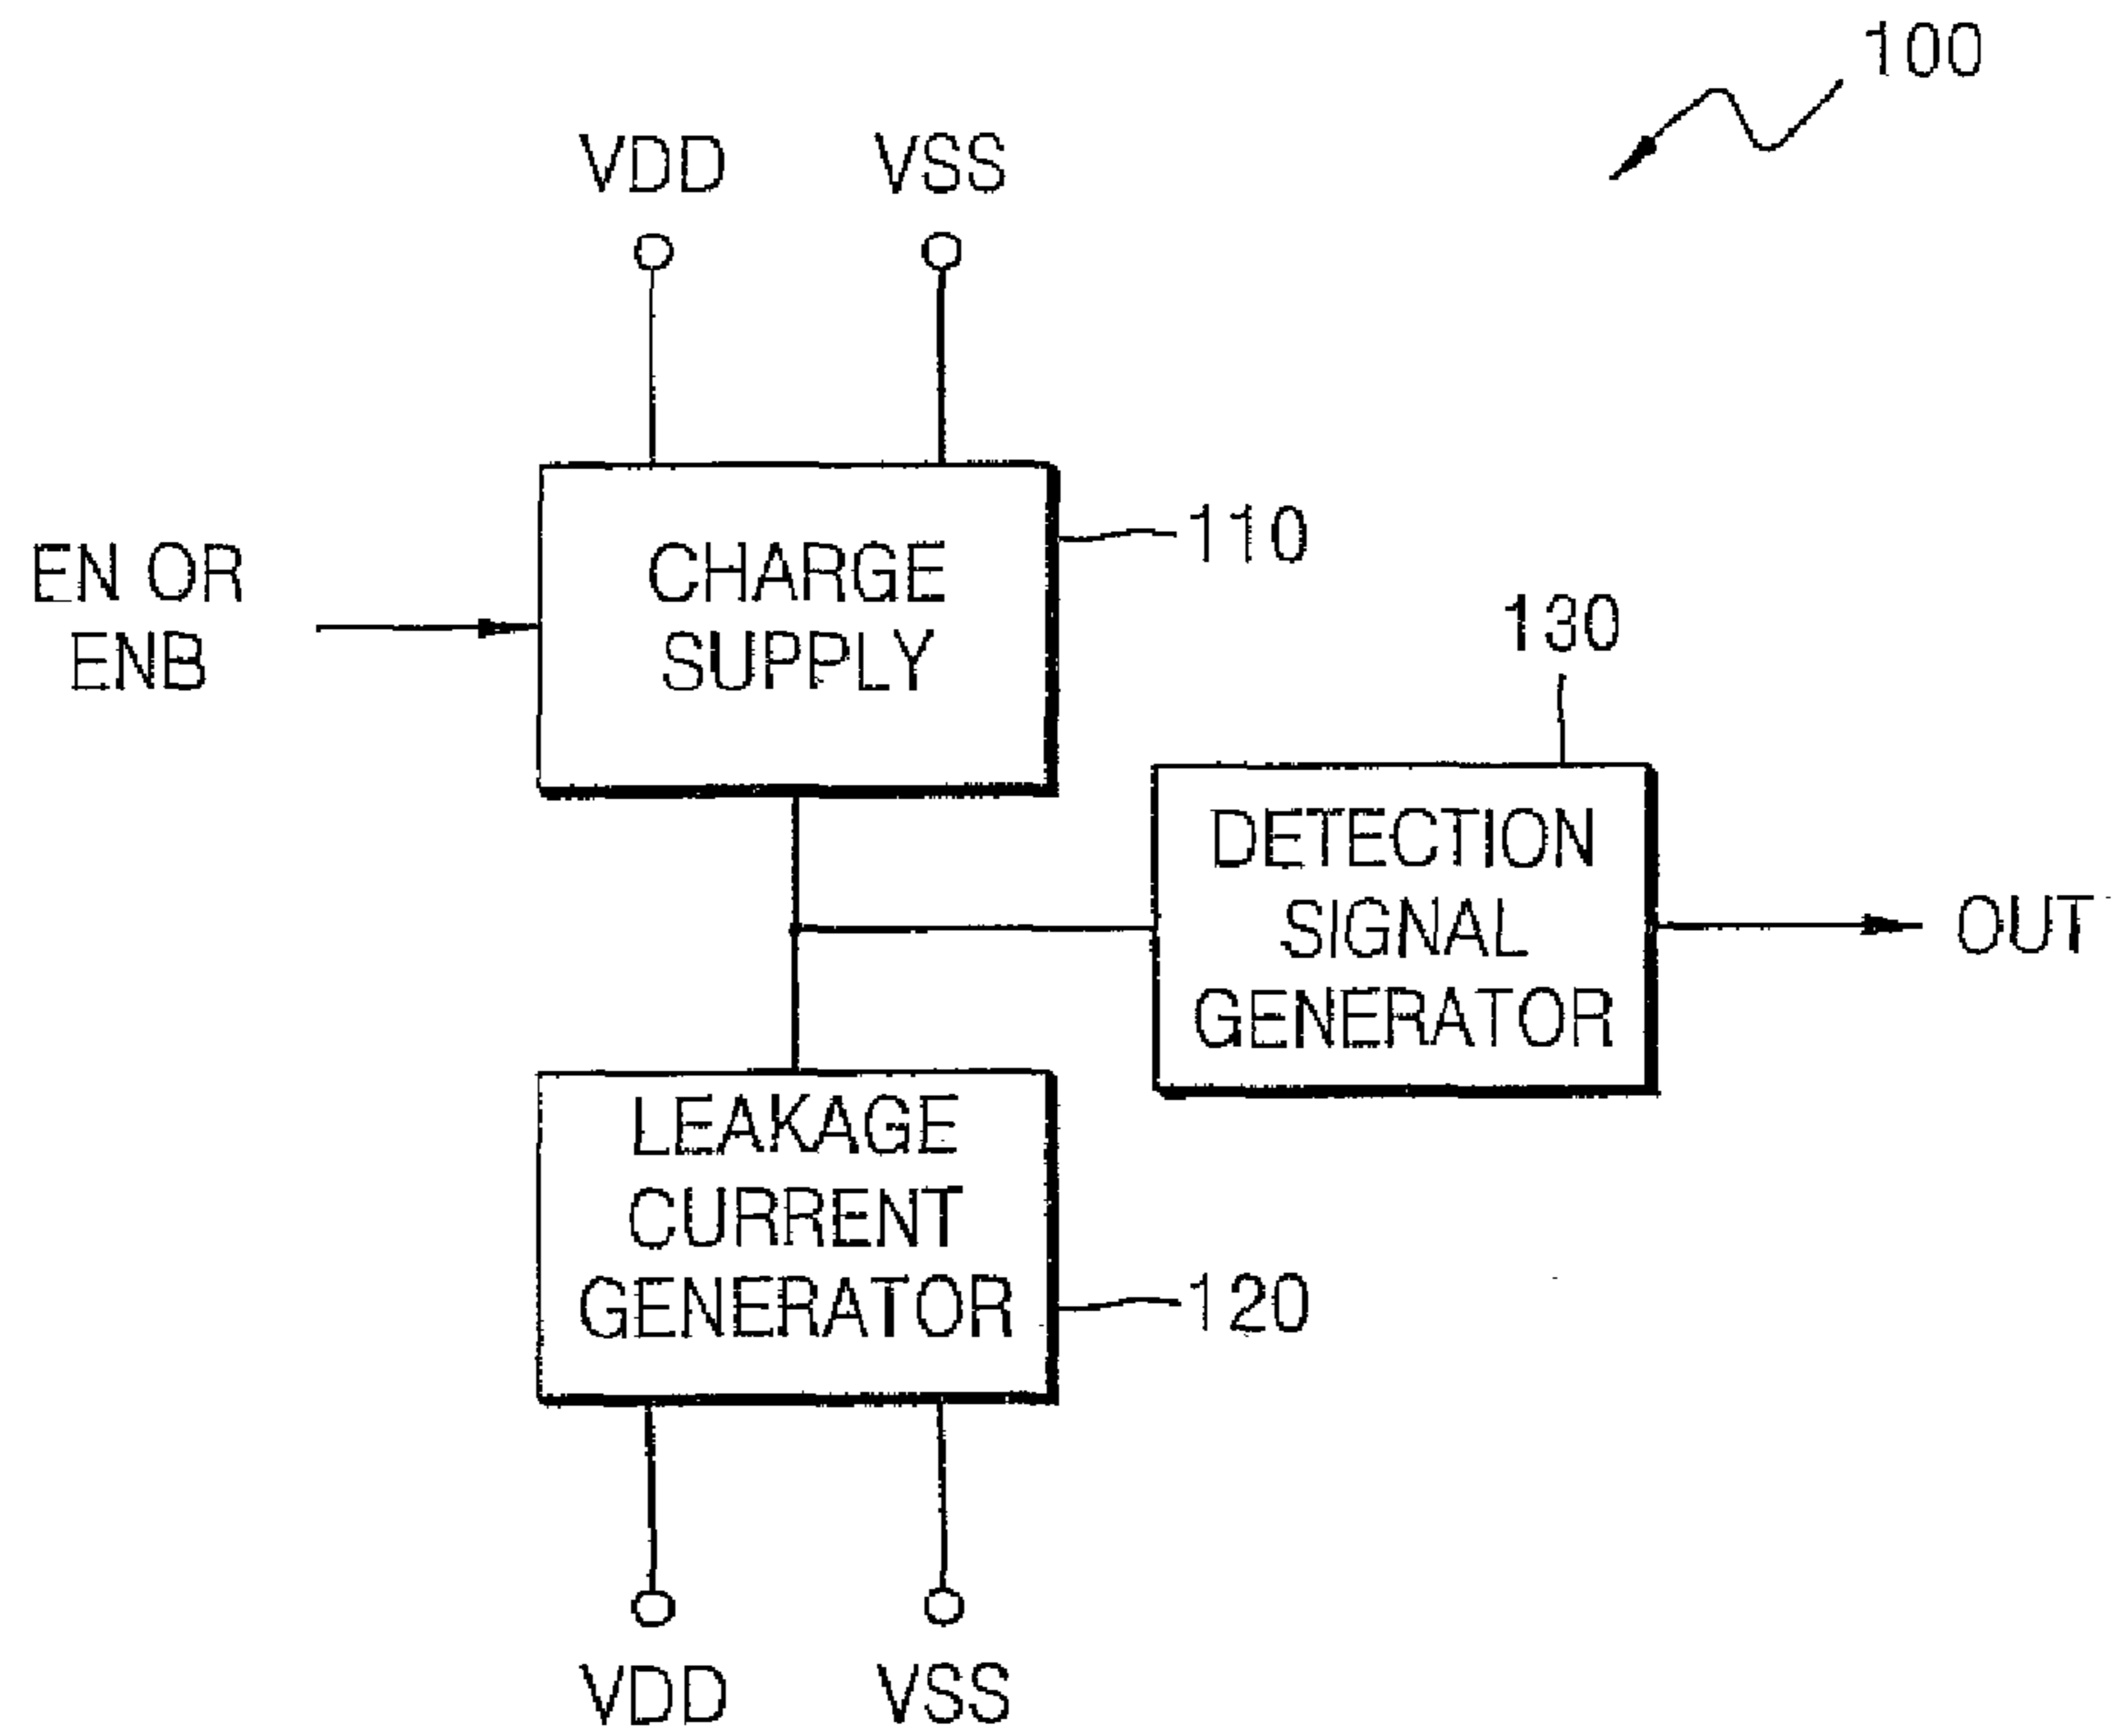 100
VDD
VSS
EN OR
ENB
CHARGE
SUPPLY
110
130
DETECTION
SIGNAL
GENERATOR
OUT
LEAKAGE
CURRENT
GENERATOR
120
VDD
VSS